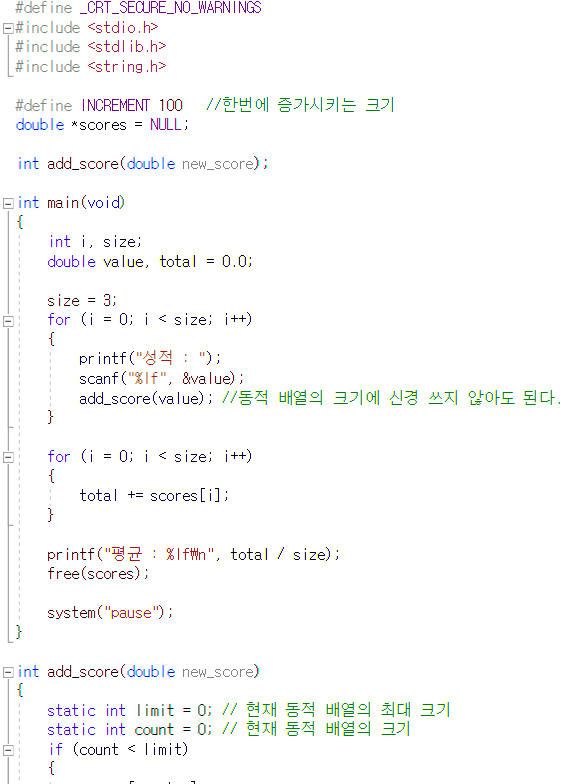 #define _CRT_SECURE_NO_WARNINGS
#include <stdio.h>
#include <stdlib.h>
#include <string.h>
#define INCREMENT 100 //한번에 증가시키는 크기
double *scores = NULL;
int add_score(double new_score);
int main(void)
{
int i, size;
double value, total = 0.0;
size = 3;
for (i = 0; i < size; i++)
{
printf("성적 : ");
scanf("%lf", &value);
add_score(value); //동적 배열의 크기에 신경 쓰지 않아도 된다.
}
for (i = 0; i < size; i++)
{
total += scores[i];
}
printf("평균 : %lf₩n", total / size);
free(scores);
system("pause");
}
int add_score(double new_score)
{
static int limit = 0; // 현재 동적 배열의 최대 크기
static int count = 0; // 현재 동적 배열의 크기
if (count < limit)
{